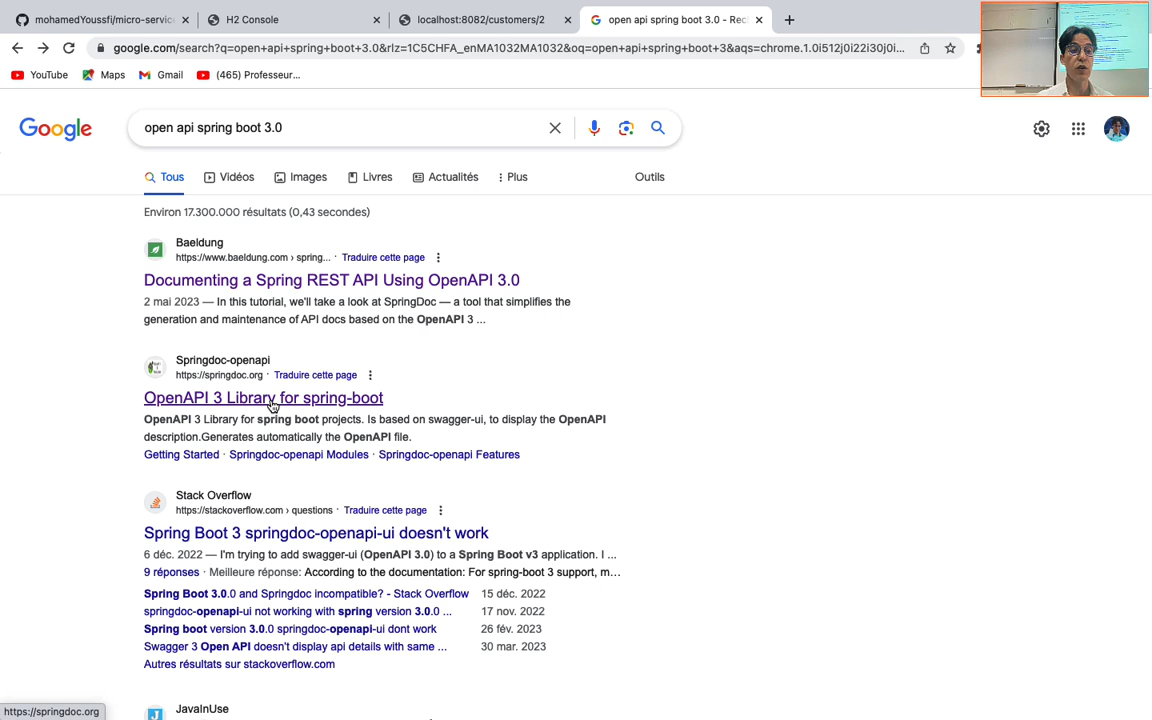 mohamedYoussfi/micro-service
H2 Console
localhost:8082/customers/2
open api spring boot 3.0 - Rec
google.com/search?q=open+api+spring+boot+3.0&rlz=1C5CHFA_enMA1032MA1032&oq=open+api+spring+boot+3&aqs=chrome.1.0i512j0i22i30j0i...
YouTube
Maps
Gmail
(465) Professeur...
Google
open api spring boot 3.0
Tous
Vidéos
Images
Livres
Actualités
Plus
Outils
Environ 17.300.000 résultats (0,43 secondes)
Baeldung
https://www.baeldung.com › spring... · Traduire cette page
Documenting a Spring REST API Using OpenAPI 3.0
2 mai 2023 — In this tutorial, we'll take a look at SpringDoc — a tool that simplifies the
generation and maintenance of API docs based on the OpenAPI 3 ...
Springdoc-openapi
https://springdoc.org · Traduire cette page
OpenAPI 3 Library for spring-boot
OpenAPI 3 Library for spring boot projects. Is based on swagger-ui, to display the OpenAPI
description.Generates automatically the OpenAPI file.
Getting Started · Springdoc-openapi Modules · Springdoc-openapi Features
Stack Overflow
https://stackoverflow.com › questions · Traduire cette page
Spring Boot 3 springdoc-openapi-ui doesn't work
6 déc. 2022 — I'm trying to add swagger-ui (OpenAPI 3.0) to a Spring Boot v3 application. I ...
9 réponses · Meilleure réponse: According to the documentation: For spring-boot 3 support, m...
Spring Boot 3.0.0 and Springdoc incompatible? - Stack Overflow 15 déc. 2022
springdoc-openapi-ui not working with spring version 3.0.0 ... 17 nov. 2022
Spring boot version 3.0.0 springdoc-openapi-ui dont work 26 fév. 2023
Swagger 3 Open API doesn't display api details with same ... 30 mar. 2023
Autres résultats sur stackoverflow.com
JavaInUse
https://springdoc.org